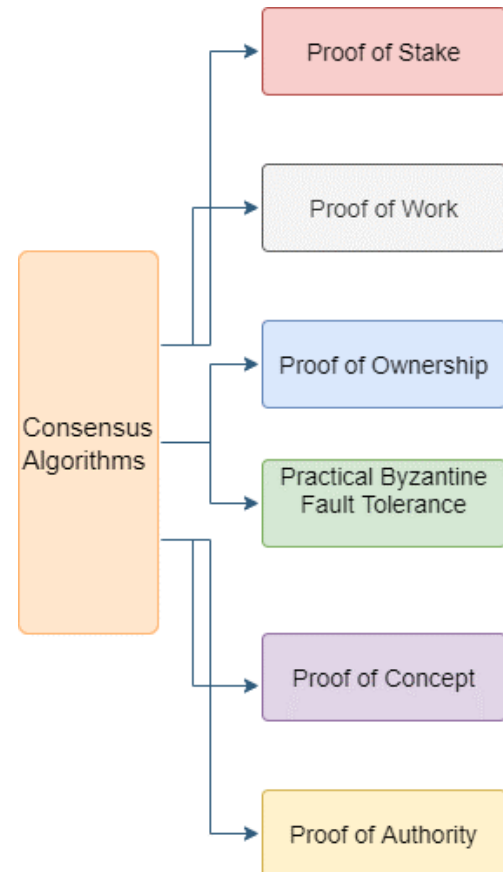 Proof of Stake
Proof of Work
Consensus
Algorithms
Proof of Ownership
Practical Byzantine
Fault Tolerance
Proof of Concept
Proof of Authority